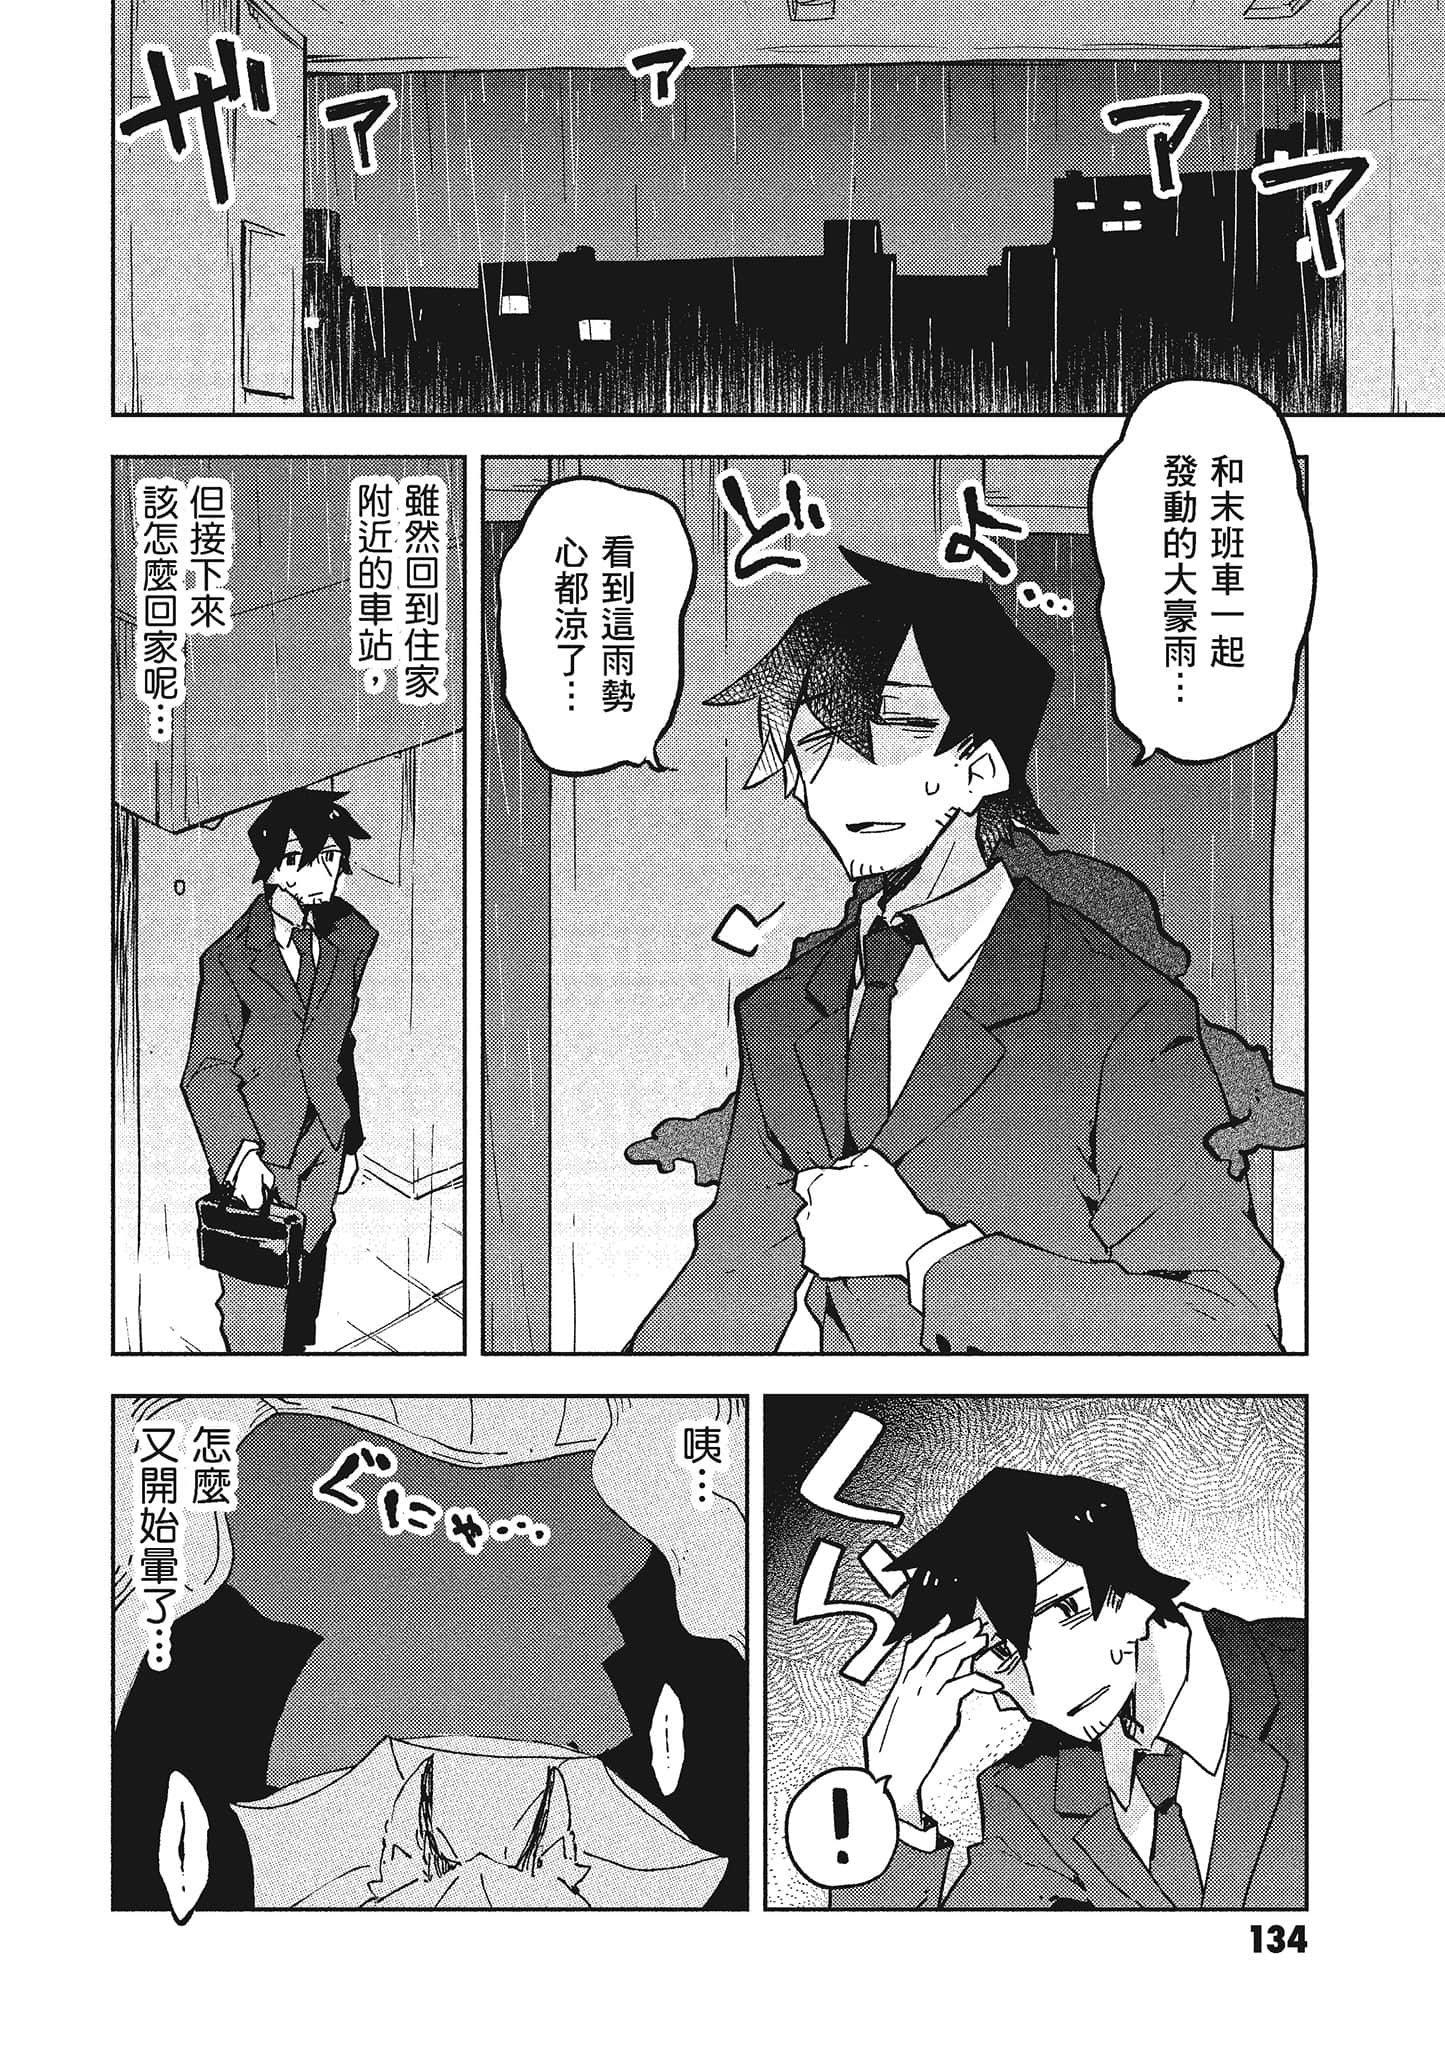 ザァァァァ
和末班車一起
發動的大豪雨…
どよ…
看到這雨勢
心都涼了…
雖然回到住家
附近的車站，
但接下來
該怎麼回家呢…
くら
！
咦…
ぐにゃ…
怎麼
又開始暈了…
134